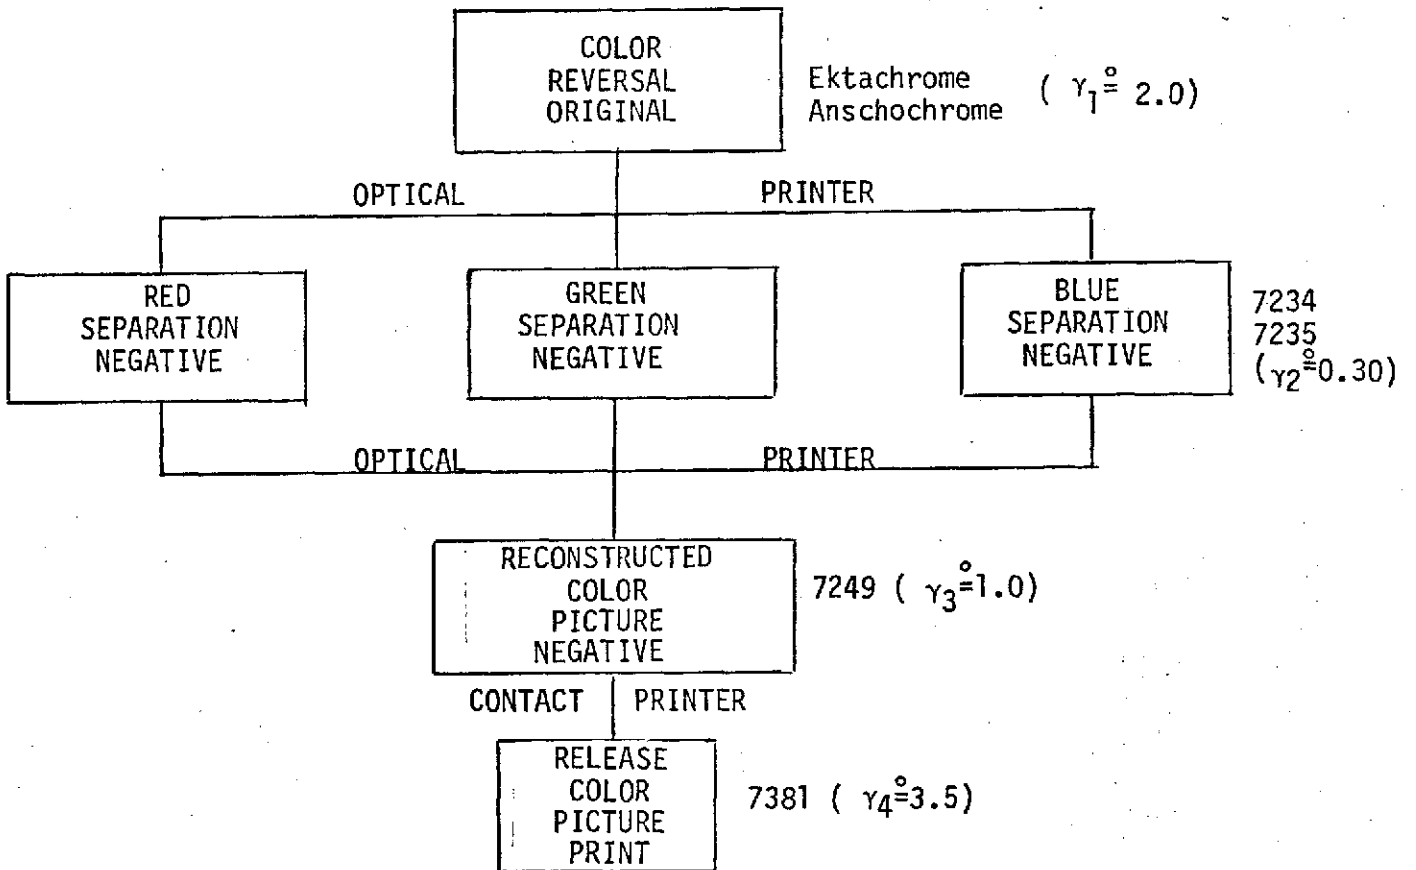 COLOR
REVERSAL
ORIGINAL
Ektachrome
Anschochrome
( γ1 ≗ 2.0)
OPTICAL PRINTER
RED
SEPARATION
NEGATIVE
GREEN
SEPARATION
NEGATIVE
BLUE
SEPARATION
NEGATIVE
7234
7235
(γ2≗0.30)
OPTICAL PRINTER
RECONSTRUCTED
COLOR
PICTURE
NEGATIVE
7249 ( γ3≗1.0)
CONTACT PRINTER
RELEASE
COLOR
PICTURE
PRINT
7381 ( γ4≗3.5)